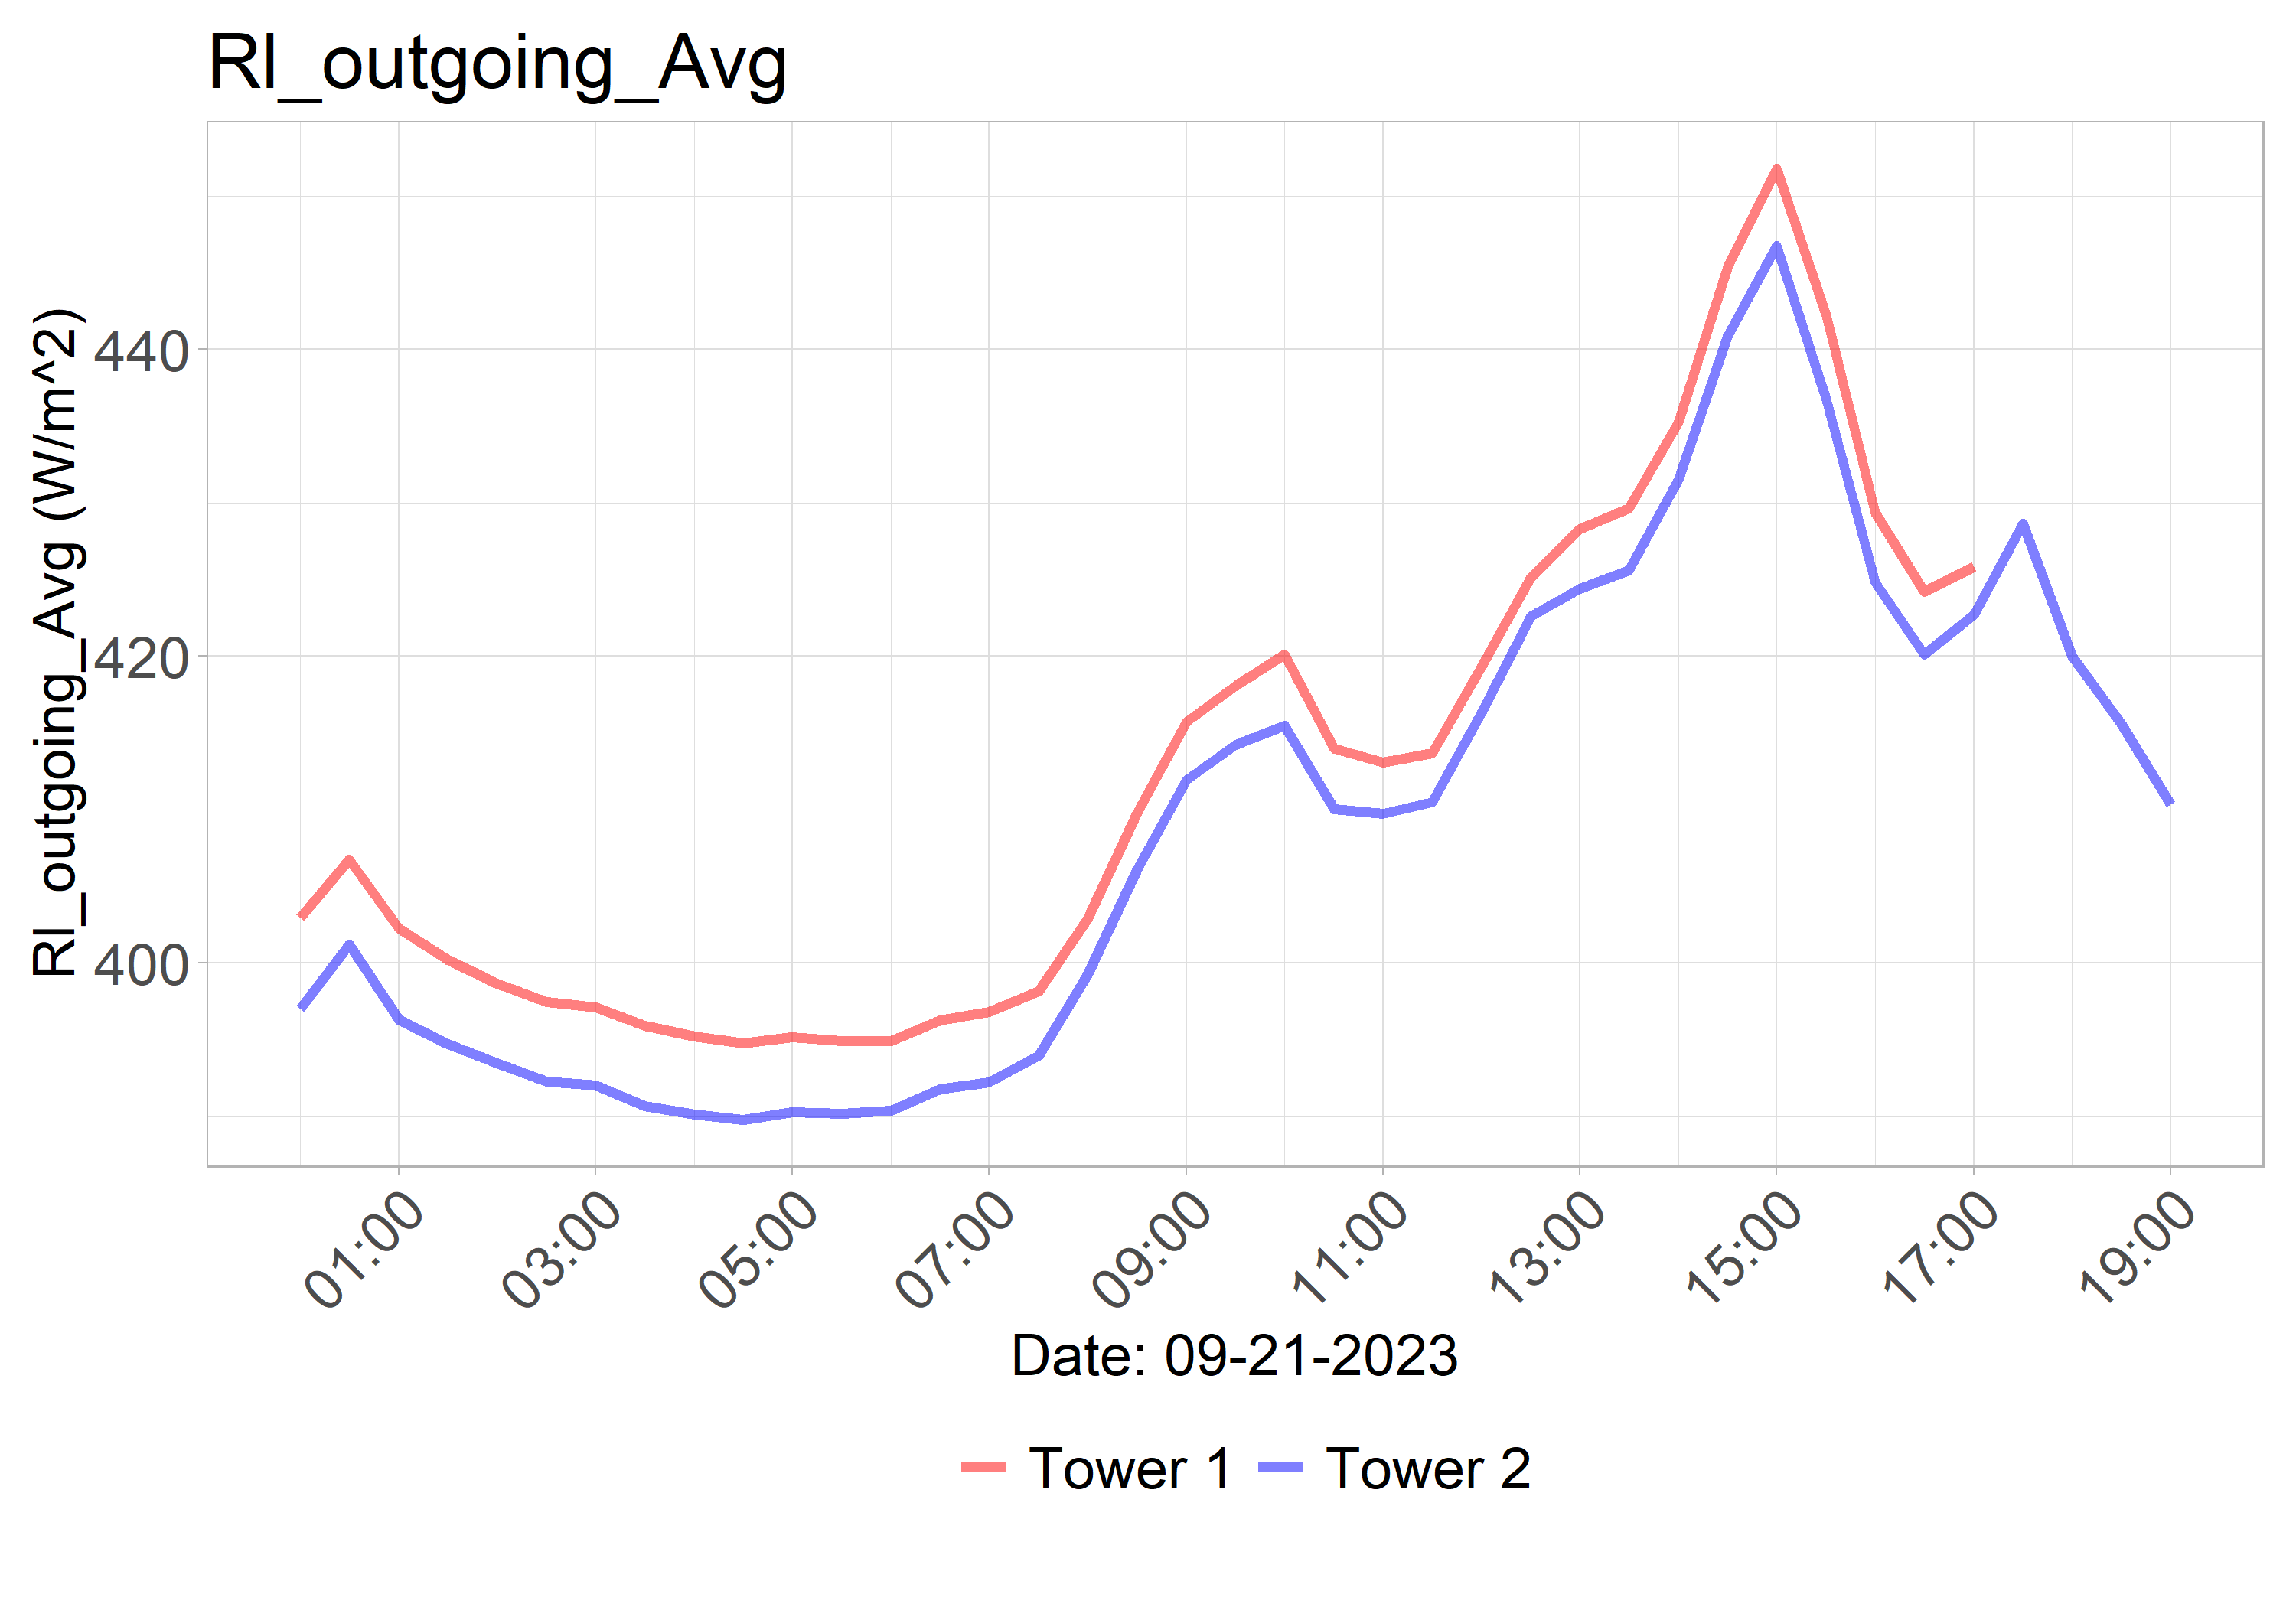 Rl_outgoing_Avg
Rl_outgoing_Avg (W/m^2)
440
420
400
01:00 03:00 05:00 07:00 09:00 11:00 13:00 15:00 17:00 19:00
Date: 09-21-2023
Tower 1 Tower 2